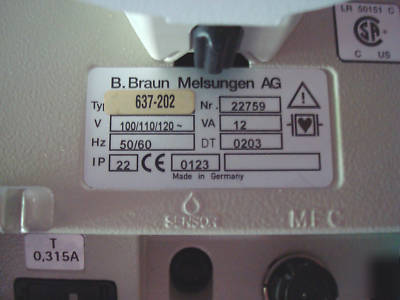 LR 50151 C
C US
B. Braun Melsungen AG
Typ 637-202 Nr. 22759
V 100/110/120 ~ VA 12
Hz 50/60 DT 0203
IP 22 CE 0123
Made in Germany
SENSOR MFC
T
0,315A